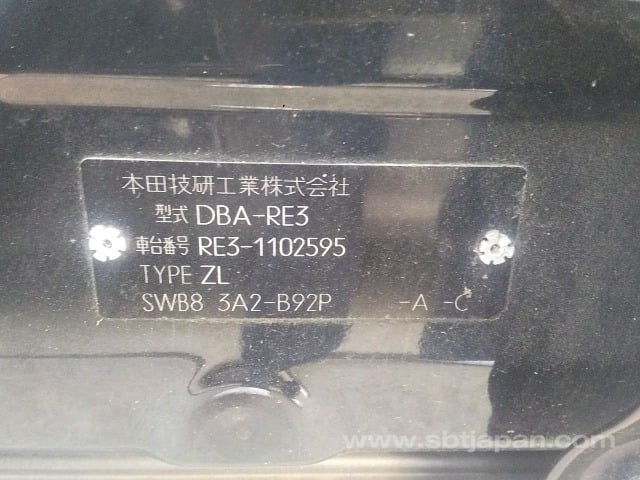 本田技研工業株式会社
型式 DBA-RE3
車台番号 RE3-1102595
TYPE ZL
SWB8 3A2-B92P -A -C
www.sbtjapan.com